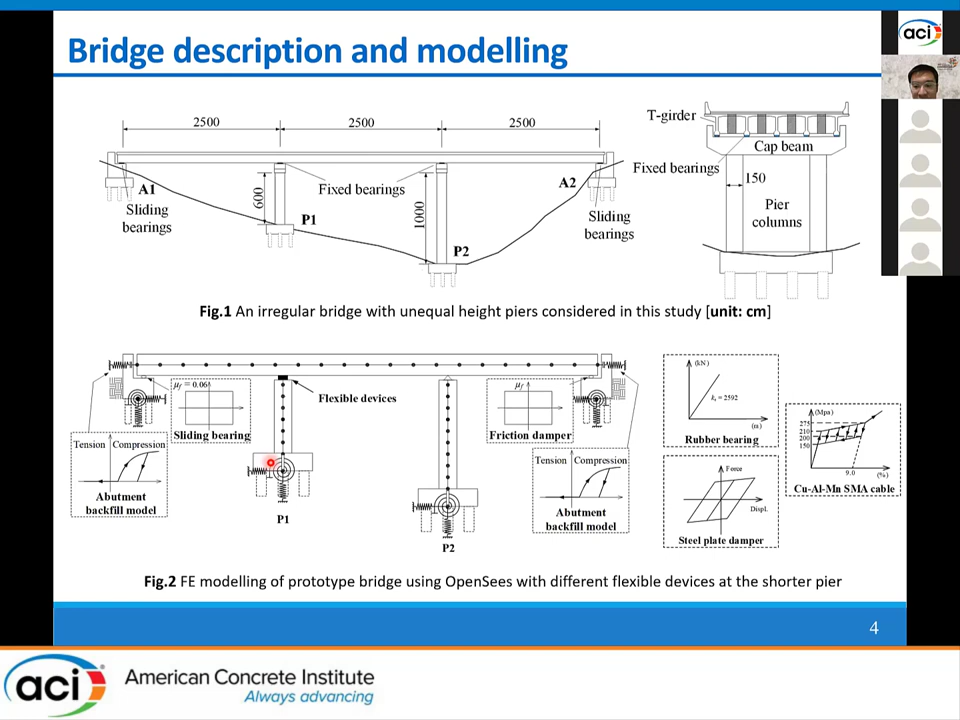 Bridge description and modelling
aci
2500
2500
2500
T-girder
Cap beam
Fixed bearings
150
Pier
columns
A1
Sliding
bearings
600
P1
Fixed bearings
1000
P2
A2
Sliding
bearings
Fig.1 An irregular bridge with unequal height piers considered in this study [unit: cm]
μf = 0.06
Sliding bearing
Flexible devices
μf
Friction damper
Tension Compression
Abutment
backfill model
P1
P2
Tension Compression
Abutment
backfill model
(kN)
= 2592
(m)
Rubber bearing
Force
Displ.
Steel plate damper
(Mpa)
275
210
200
150
9.0
(%)
Cu-Al-Mn SMA cable
Fig.2 FE modelling of prototype bridge using OpenSees with different flexible devices at the shorter pier
4
aci
American Concrete Institute
Always advancing